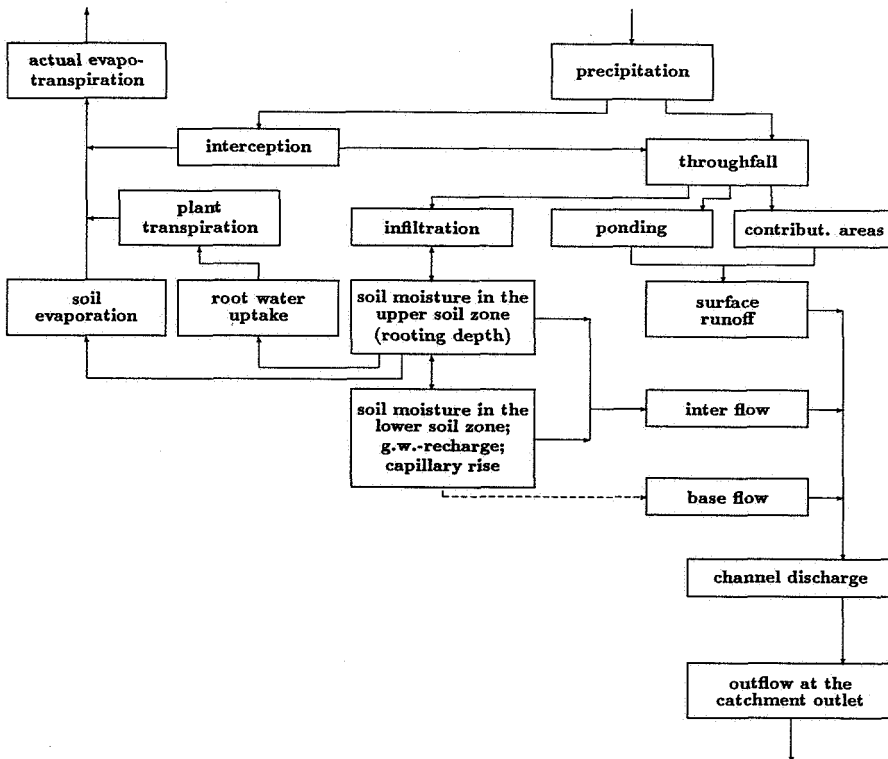 actual evapo-
transpiration
precipitation
interception
throughfall
plant
transpiration
infiltration
ponding
contribut. areas
soil
evaporation
root water
uptake
soil moisture in the
upper soil zone
(rooting depth)
surface
runoff
soil moisture in the
lower soil zone;
g.w.-recharge;
capillary rise
inter flow
base flow
channel discharge
outflow at the
catchment outlet